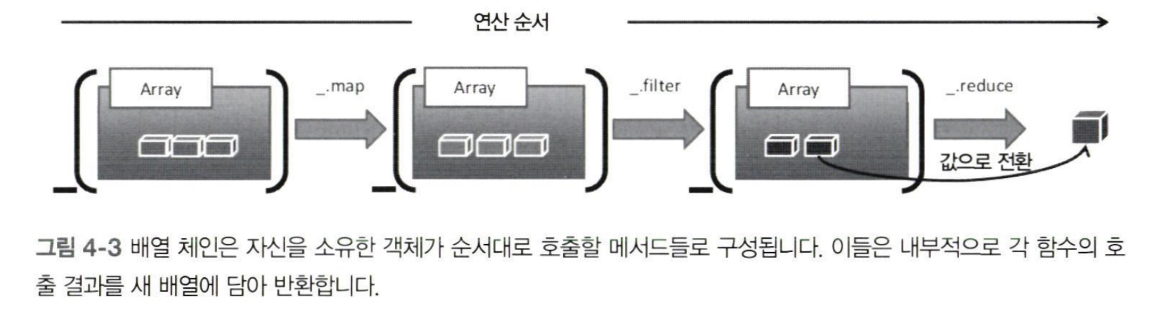 연산 순서
Array
_.map
Array
_.filter
Array
_.reduce
값으로 전환
_( )
_( )
_( )
그림 4-3 배열 체인은 자신을 소유한 객체가 순서대로 호출할 메서드들로 구성됩니다. 이들은 내부적으로 각 함수의 호
출 결과를 새 배열에 담아 반환합니다.